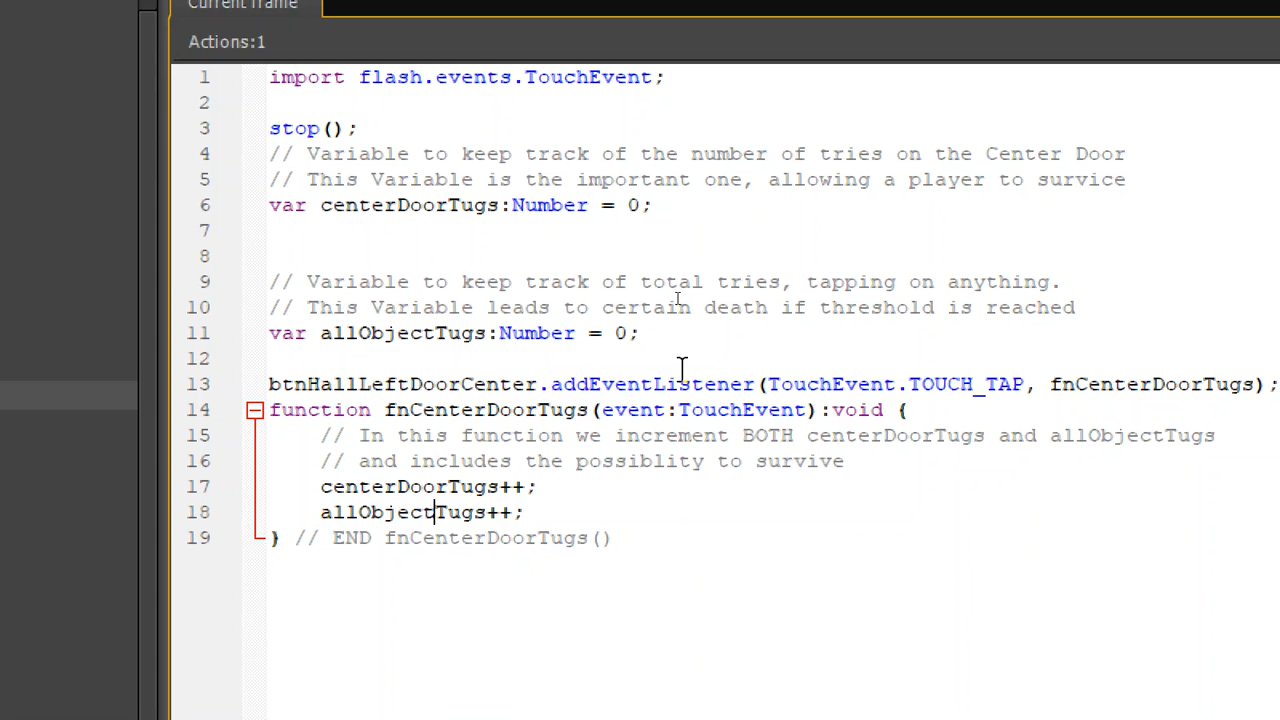 Current frame
Actions:1
1 import flash.events.TouchEvent;
2
3 stop();
4 // Variable to keep track of the number of tries on the Center Door
5 // This Variable is the important one, allowing a player to survice
6 var centerDoorTugs:Number = 0;
7
8
9 // Variable to keep track of total tries, tapping on anything.
10 // This Variable leads to certain death if threshold is reached
11 var allObjectTugs:Number = 0;
12
13 btnHallLeftDoorCenter.addEventListener(TouchEvent.TOUCH_TAP, fnCenterDoorTugs);
14 function fnCenterDoorTugs(event:TouchEvent):void {
15 // In this function we increment BOTH centerDoorTugs and allObjectTugs
16 // and includes the possiblity to survive
17 centerDoorTugs++;
18 allObjectTugs++;
19 } // END fnCenterDoorTugs()